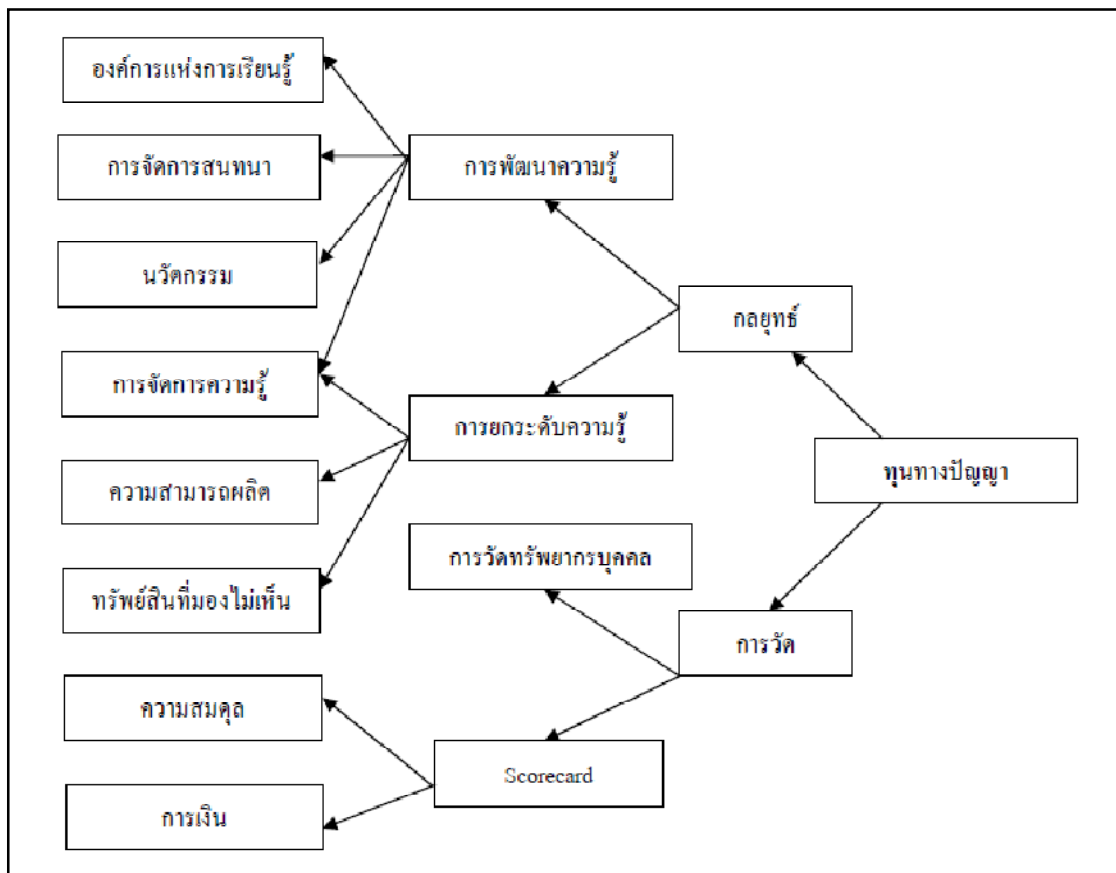 องค์การแห่งการเรียนรู้
การจัดการสนทนา
การพัฒนาความรู้
นวัตกรรม
กลยุทธ์
การจัดการความรู้
การยกระดับความรู้
ทุนทางปัญญา
ความสามารถผลิต
การวัดทรัพยากรบุคคล
ทรัพย์สินที่มองไม่เห็น
การวัด
ความสมดุล
Scorecard
การเงิน